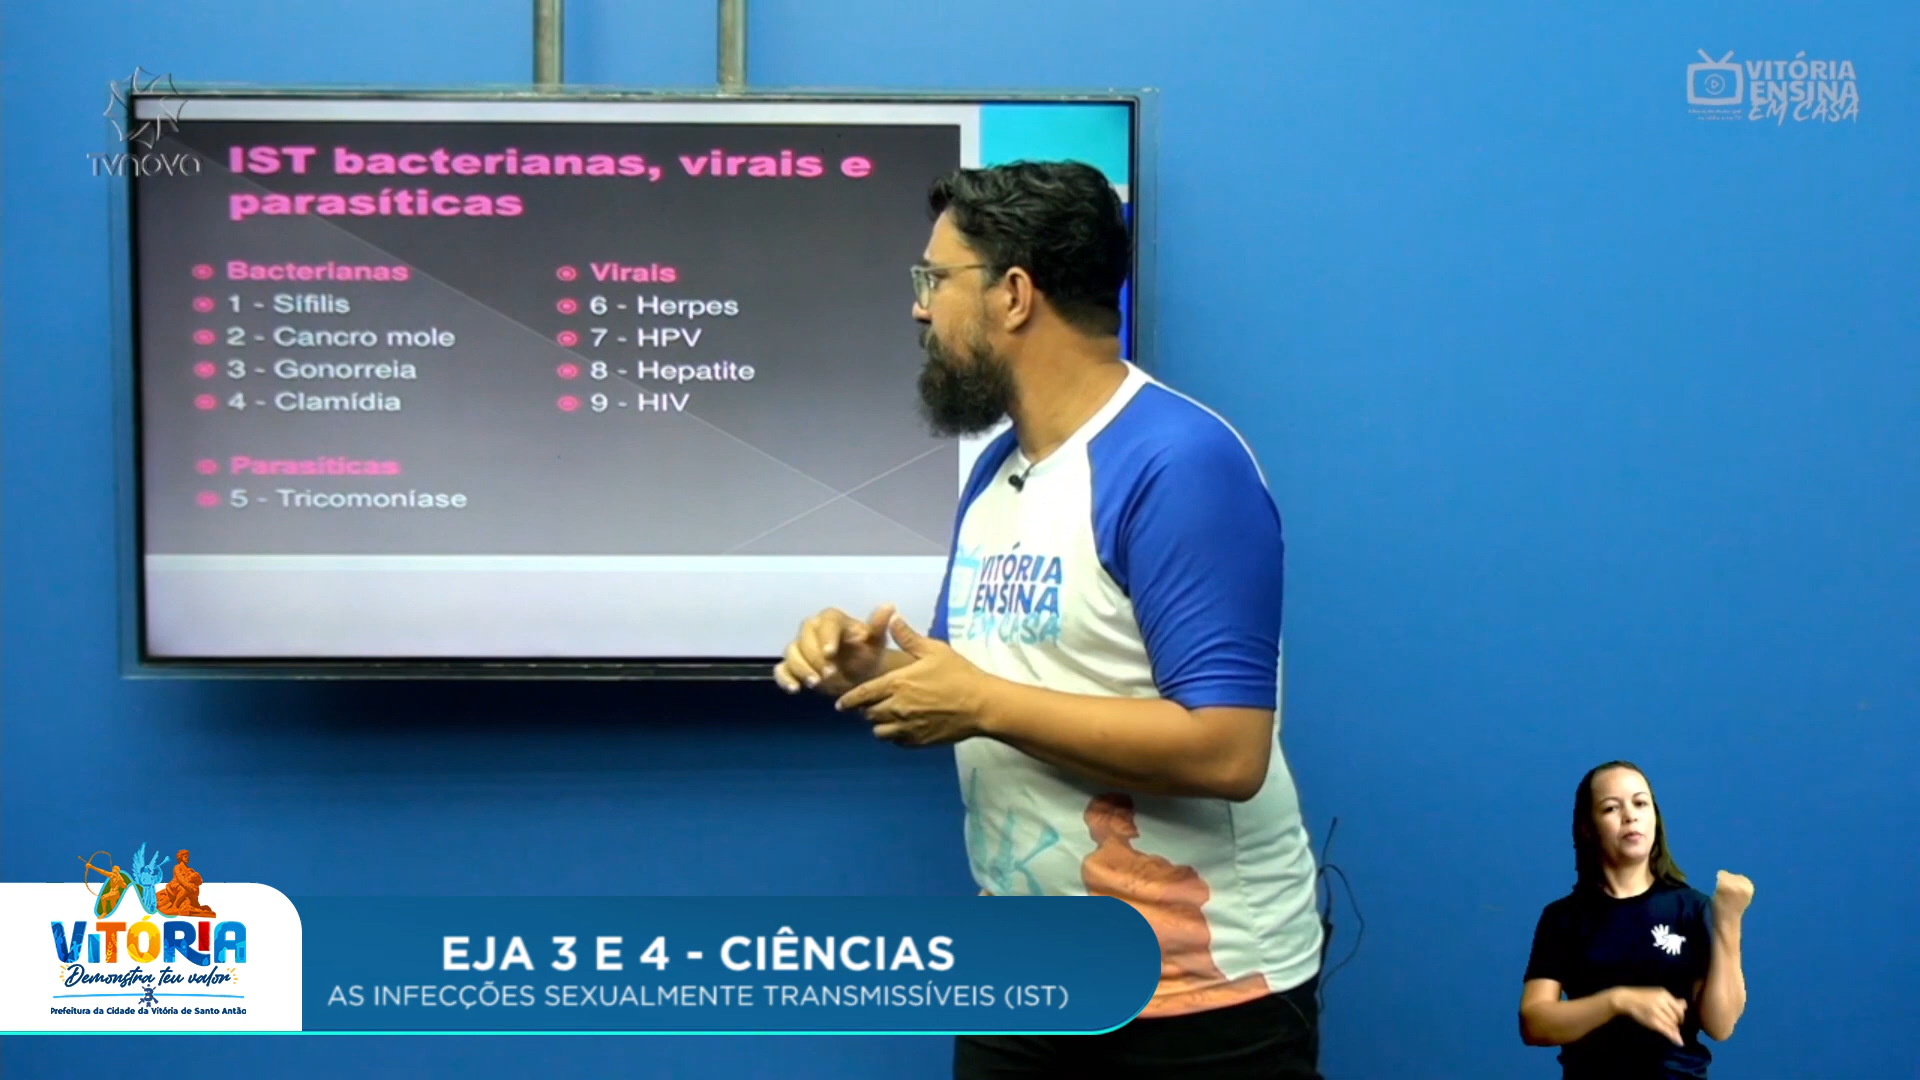 TVNOVA
VITÓRIA
ENSINA
EM CASA
IST bacterianas, virais e
parasíticas
Bacterianas
1 - Sífilis
2 - Cancro mole
3 - Gonorreia
4 - Clamídia
Parasíticas
5 - Tricomoníase
Virais
6 - Herpes
7 - HPV
8 - Hepatite
9 - HIV
VITÓRIA
ENSINA
EM CASA
VITÓRIA
Demonstra teu valor
Prefeitura da Cidade da Vitória de Santo Antão
EJA 3 E 4 - CIÊNCIAS
AS INFECÇÕES SEXUALMENTE TRANSMISSÍVEIS (IST)